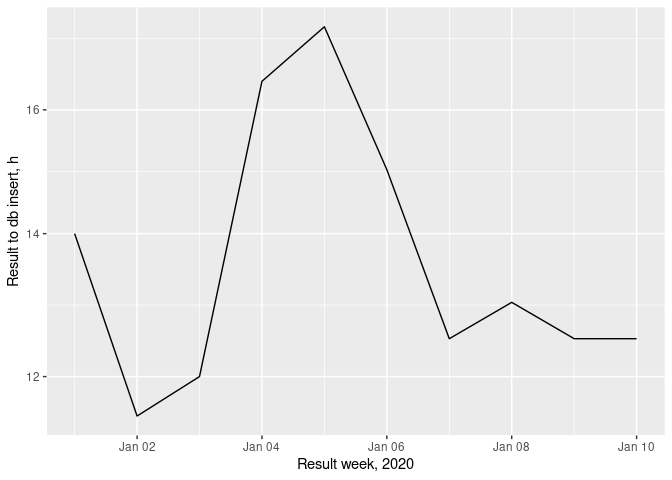 16
14
12
Result to db insert, h
Jan 02 Jan 04 Jan 06 Jan 08 Jan 10
Result week, 2020